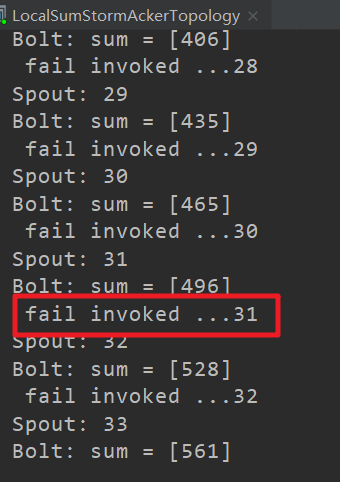 LocalSumStormAckerTopology ×
Bolt: sum = [406]
fail invoked ...28
Spout: 29
Bolt: sum = [435]
fail invoked ...29
Spout: 30
Bolt: sum = [465]
fail invoked ...30
Spout: 31
Bolt: sum = [496]
fail invoked ...31
Spout: 32
Bolt: sum = [528]
fail invoked ...32
Spout: 33
Bolt: sum = [561]